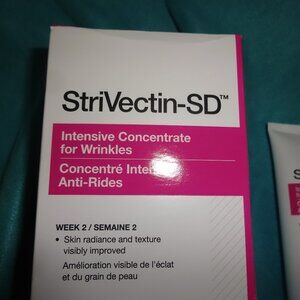 StriVectin-SD™
Intensive Concentrate
for Wrinkles
Concentré
Anti-Rides
WEEK 2 / SEMAINE 2
• Skin radiance and texture
visibly improved
Amélioration visible de l'éclat
et du grain de peau
Str